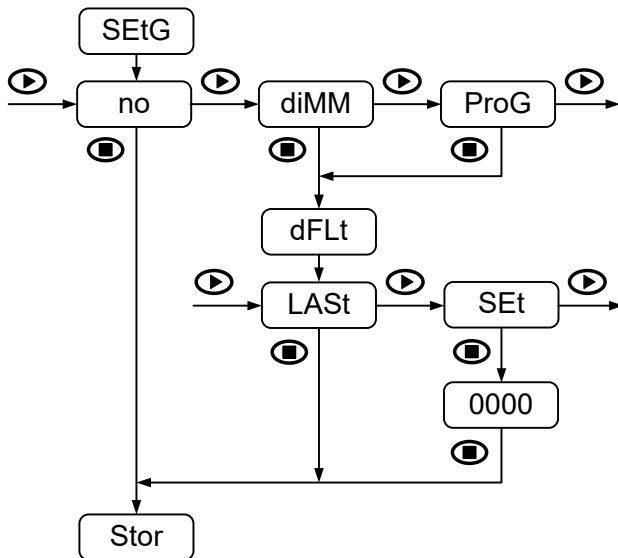 SEtG
no
diMM
ProG
dFLt
LASt
SEt
0000
Stor